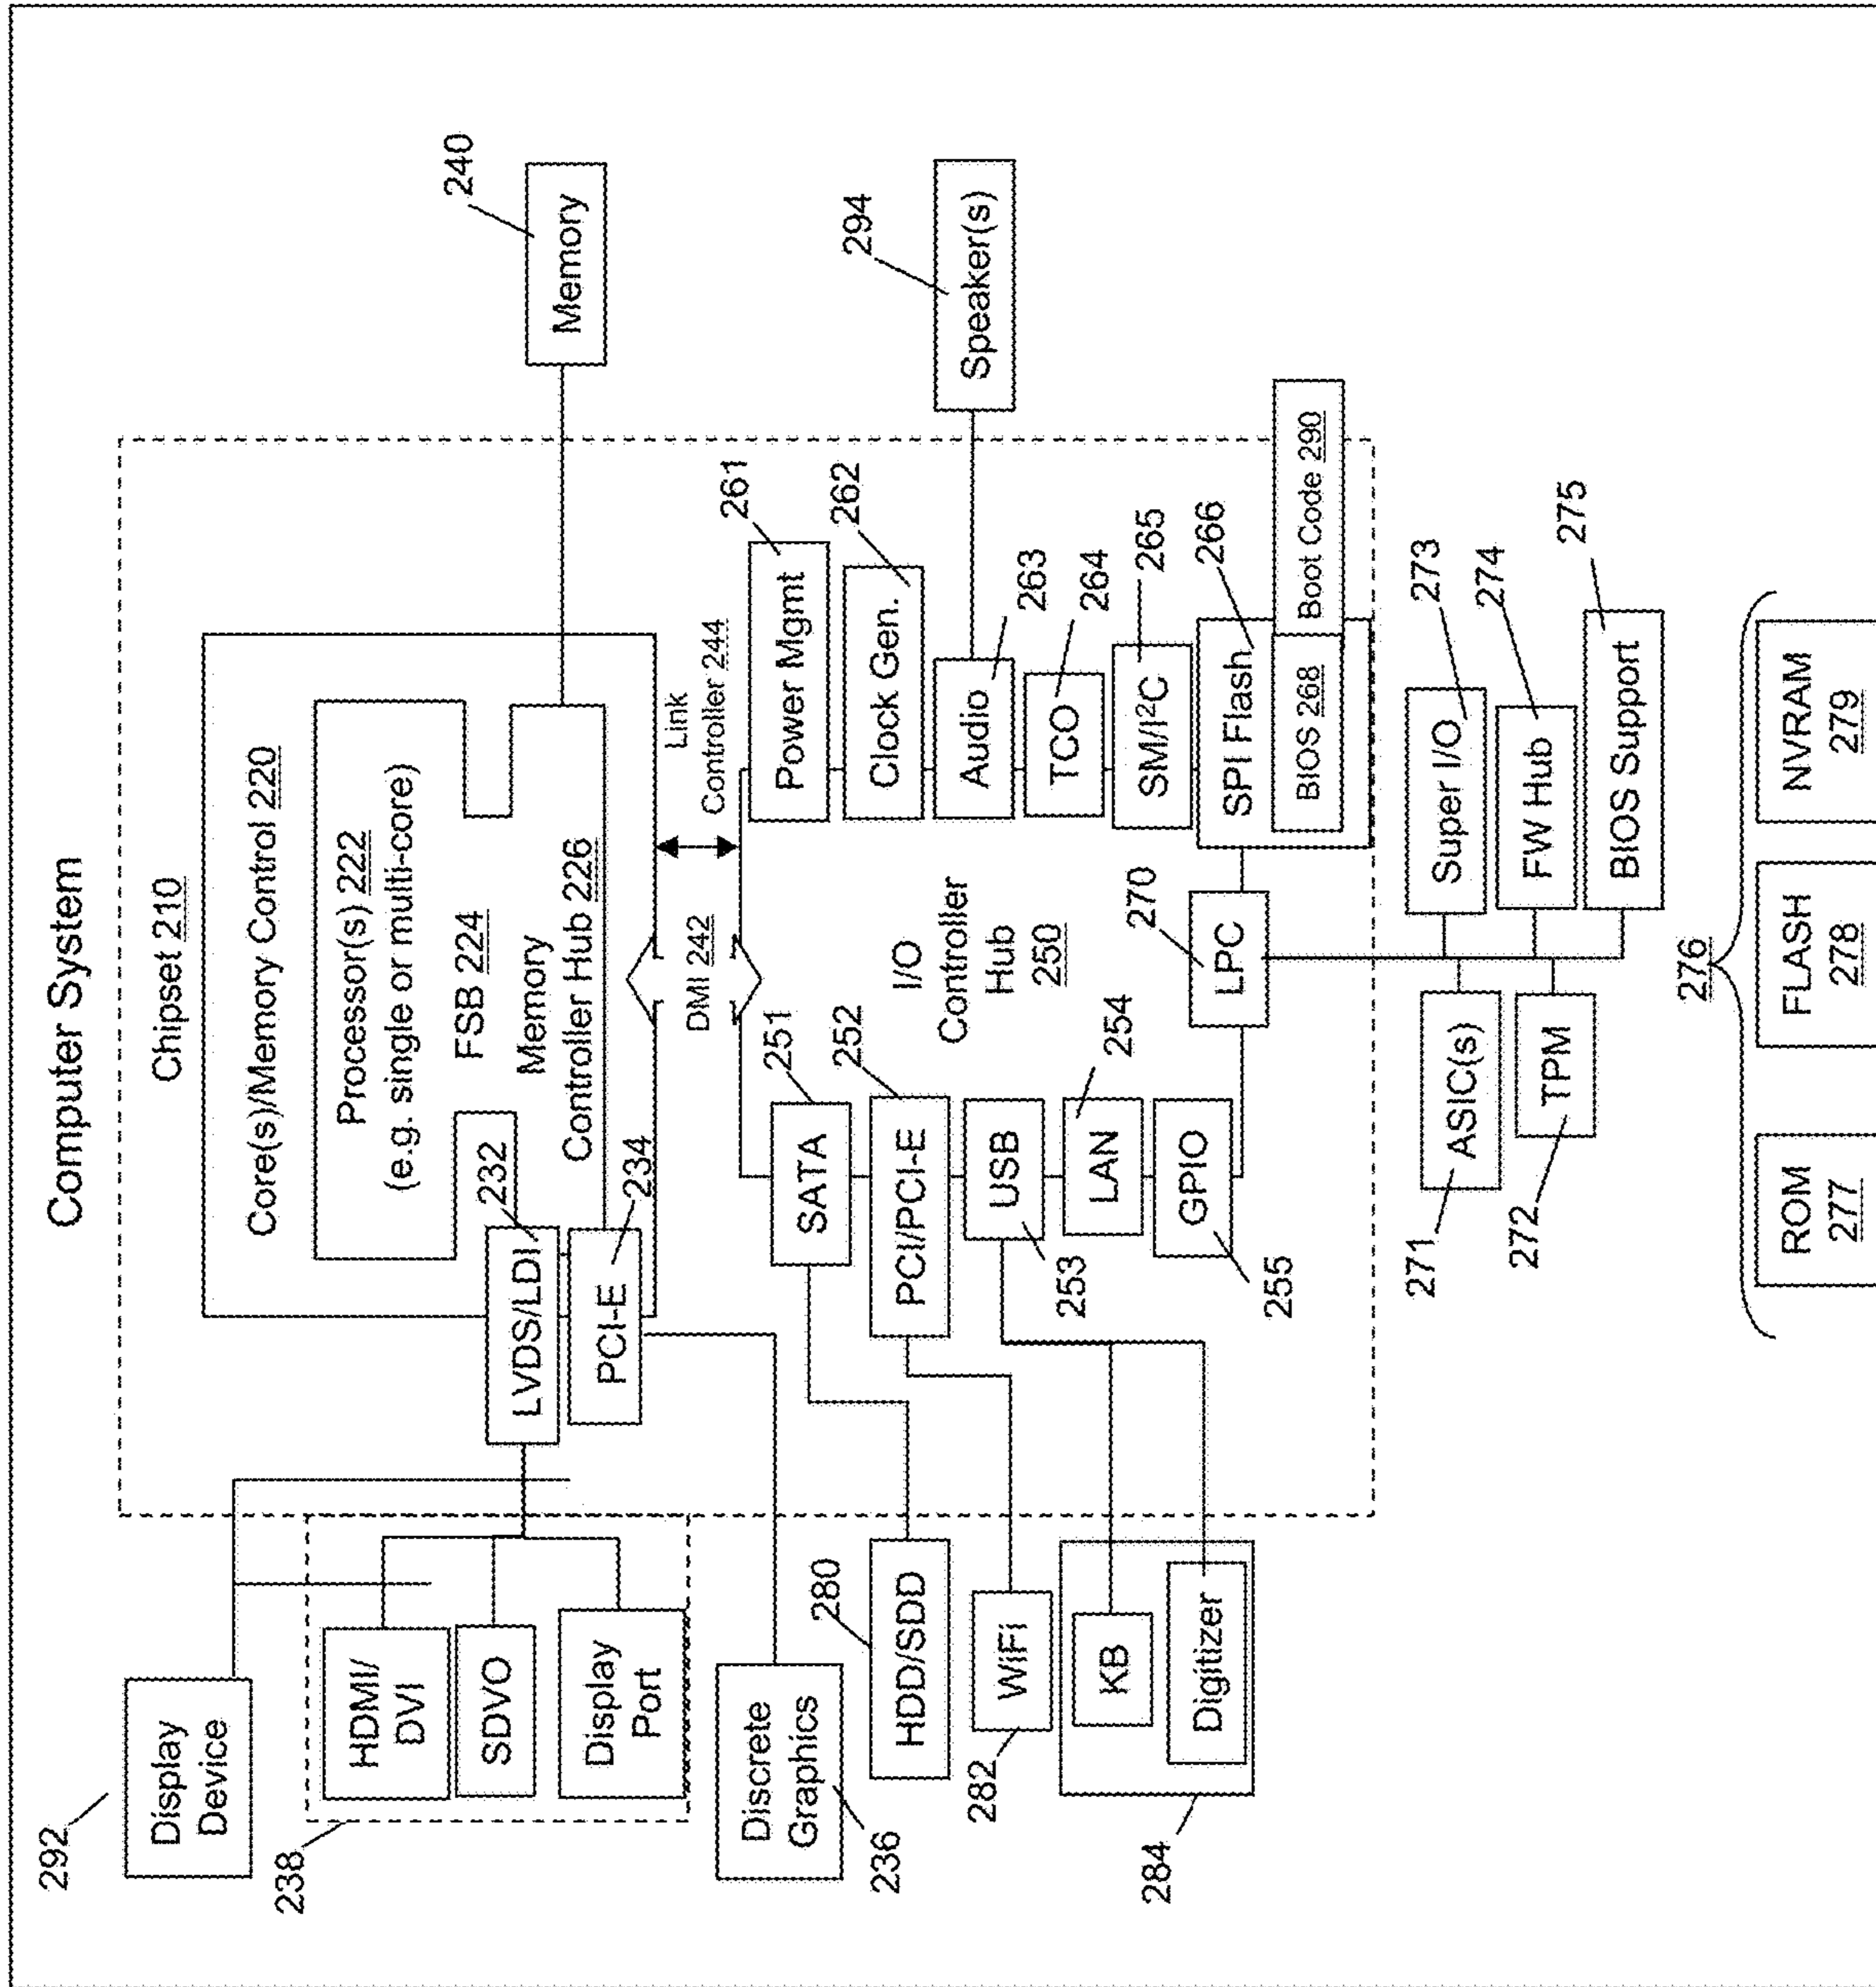 Computer System
292
Display
Device
238
HDMI/
DVI
SDVO
Display
Port
Discrete
Graphics
236
Chipset 210
Core(s)/Memory Control 220
Processor(s) 222
(e.g. single or multi-core)
FSB 224
Memory
Controller Hub 226
232
LVDS/LDI
234
PCI-E
240
Memory
DMI 242
Link
Controller 244
I/O
Controller
Hub
250
251
SATA
252
PCI/PCI-E
USB
253
254
LAN
GPIO
255
261
Power Mgmt
262
Clock Gen.
Audio
263
294
Speaker(s)
TCO
264
SM/I²C
265
SPI Flash
266
BIOS 268
Boot Code 290
270
LPC
280
HDD/SDD
WiFi
282
KB
Digitizer
284
271
ASIC(s)
272
TPM
Super I/O
273
FW Hub
274
BIOS Support
275
276
ROM
277
FLASH
278
NVRAM
279